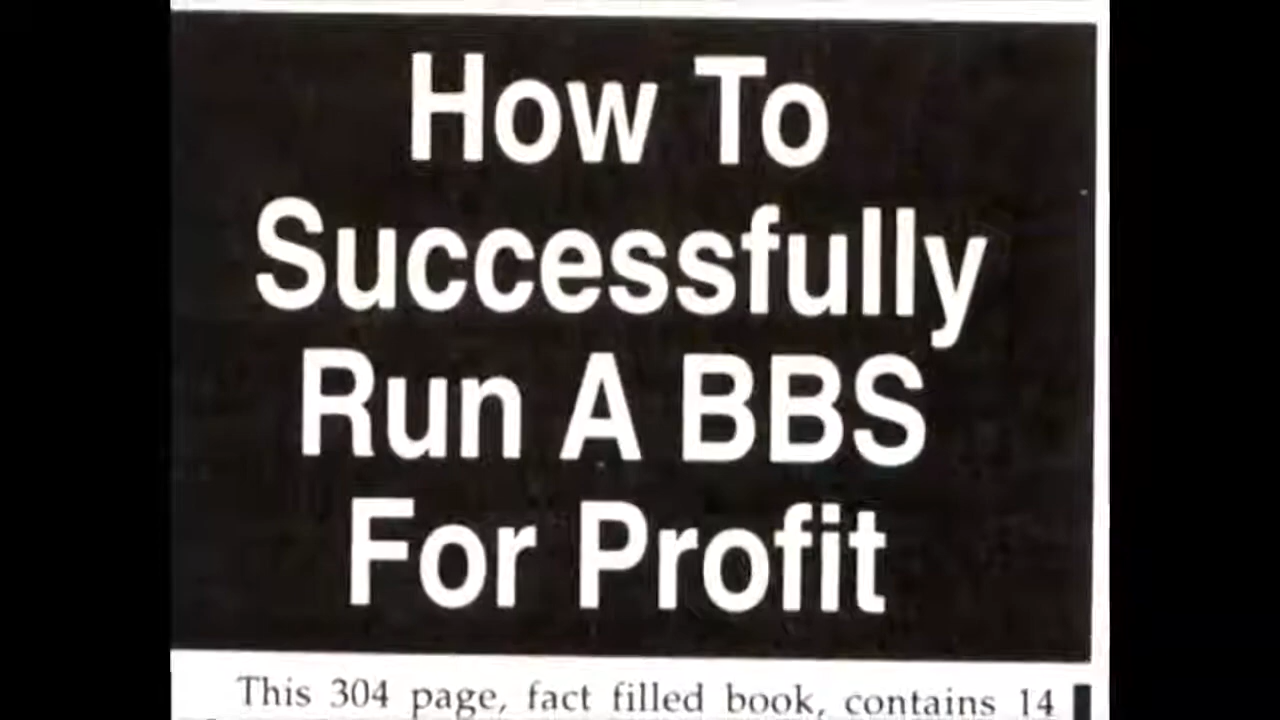 How To
Successfully
Run A BBS
For Profit
This 304 page, fact filled book, contains 14